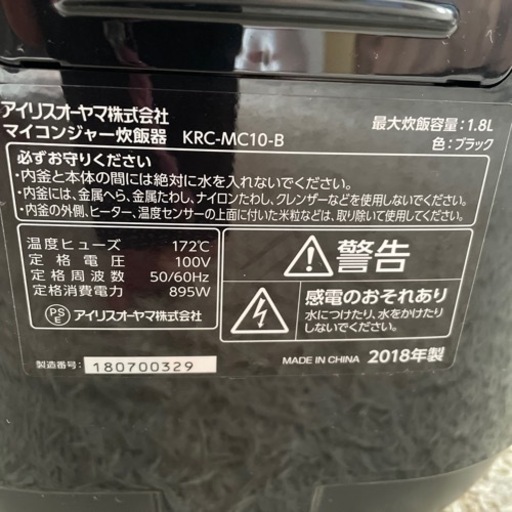 アイリスオーヤマ株式会社
マイコンジャー炊飯器 KRC-MC10-B
最大炊飯容量:1.8L
色:ブラック
必ずお守りください
・内釜と本体の間には絶対に水を入れないでください。
・内釜には、金属へら、金属たわし、ナイロンたわし、クレンザーなどを使用しないでください。
・内釜の外側、ヒーター、温度センサーの上面に付いた米粒などは、取り除いて使用してください。
温度ヒューズ 172℃
定格電圧 100V
定格周波数 50/60Hz
定格消費電力 895W
PSE アイリスオーヤマ株式会社
警告
感電のおそれあり
水につけたり、水をかけたり
しないでください。
製造番号: 180700329
MADE IN CHINA 2018年製